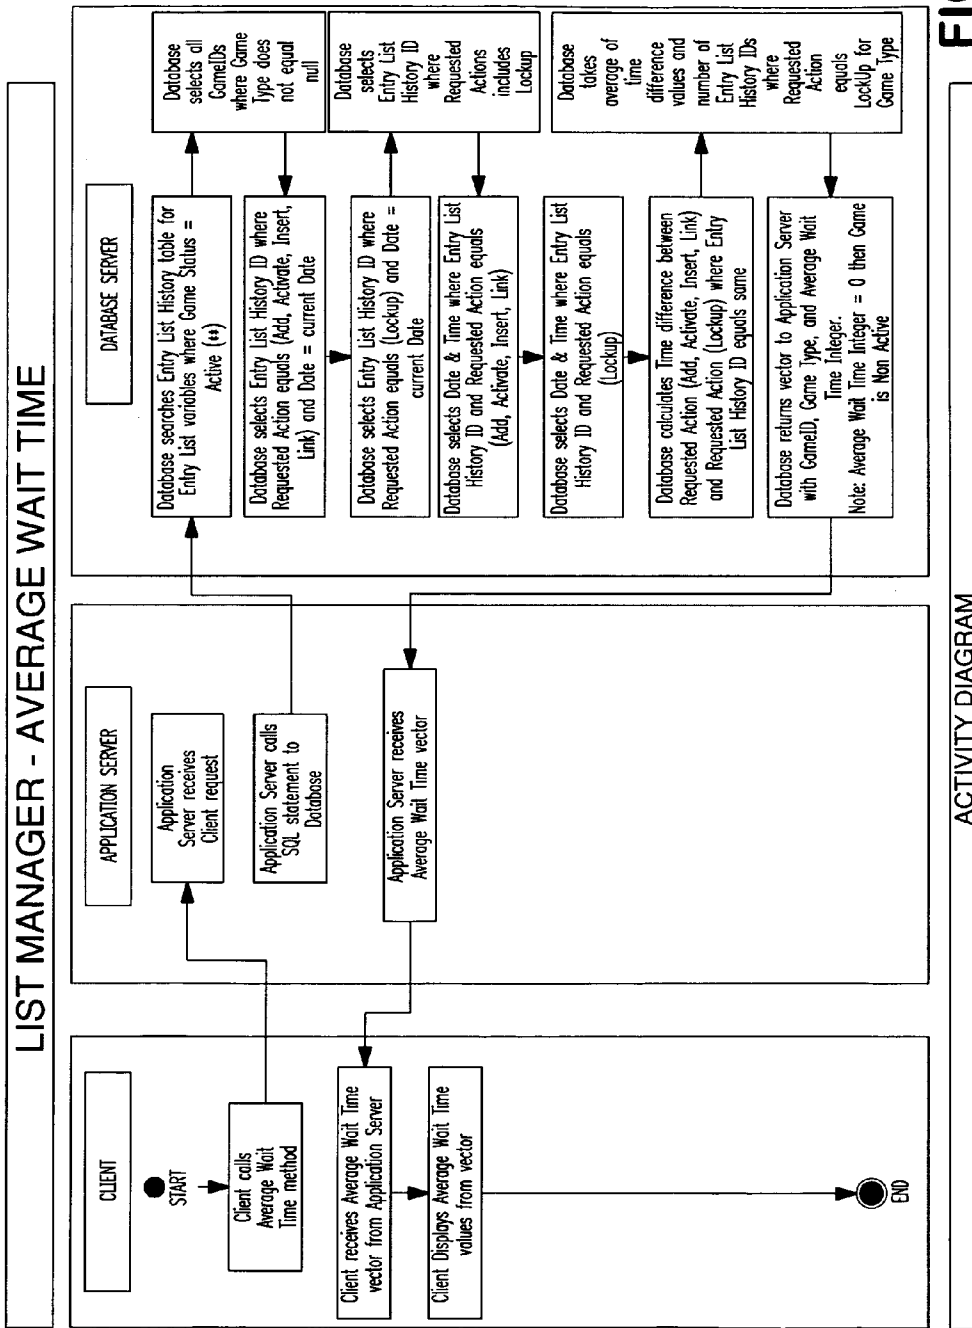 LIST MANAGER - AVERAGE WAIT TIME
CLIENT
START
Client calls
Average Wait
Time method
Client receives Average Wait Time
vector from Application Server
Client Displays Average Wait Time
values from vector
END
APPLICATION SERVER
Application
Server receives
Client request
Application Server calls
SQL statement to
Database
Application Server receives
Average Wait Time vector
DATABASE SERVER
Database searches Entry List History table for
Entry List variables where Game Status =
Active (**)
Database selects all
GameIDs
where Game
Type does
not equal
null
Database selects Entry List History ID where
Requested Action equals (Add, Activate, Insert,
Link) and Date = current Date
Database selects Entry List History ID where
Requested Action equals (Lockup) and Date =
current Date
Database
selects
Entry List
History ID
where
Requested
Actions
includes
Lockup
Database selects Date & Time where Entry List
History ID and Requested Action equals
(Add, Activate, Insert, Link)
Database selects Date & Time where Entry List
History ID and Requested Action equals
(Lockup)
Database calculates Time difference between
Requested Action (Add, Activate, Insert, Link)
and Requested Action (Lockup) where Entry
List History ID equals same
Database
takes
average of
time
difference
values and
number of
Entry List
History IDs
where
Requested
Action
equals
LockUp for
Game Type
Database returns vector to Application Server
with GameID, Game Type, and Average Wait
Time Integer.
Note: Average Wait Time Integer = 0 then Game
is Non Active
ACTIVITY DIAGRAM